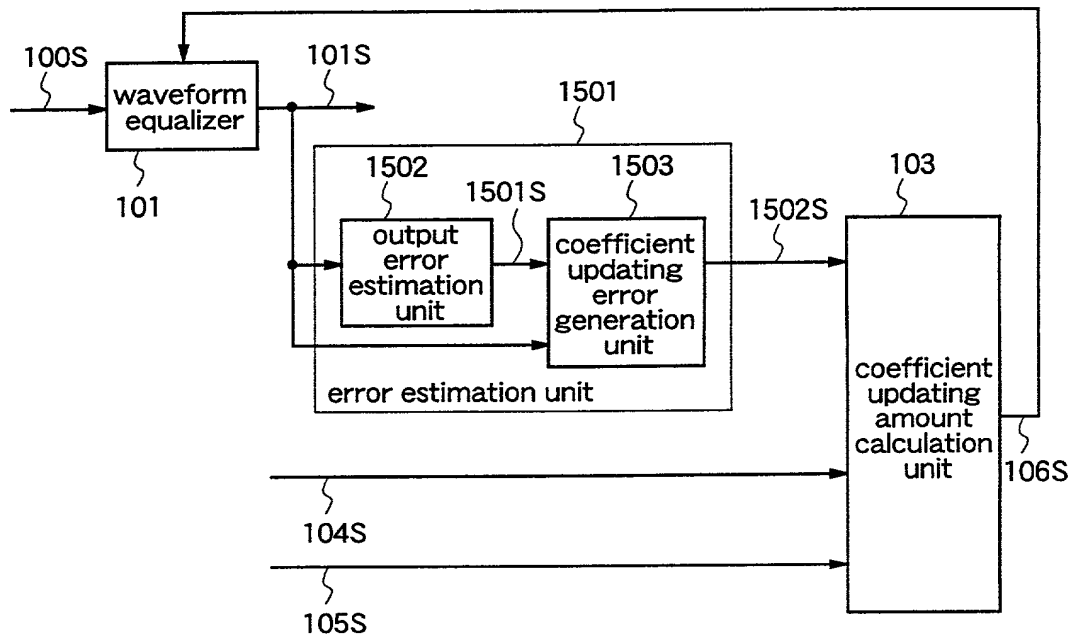 100S
waveform
equalizer
101
101S
1501
1502
output
error
estimation
unit
1501S
1503
coefficient
updating
error
generation
unit
error estimation unit
1502S
103
coefficient
updating
amount
calculation
unit
106S
104S
105S